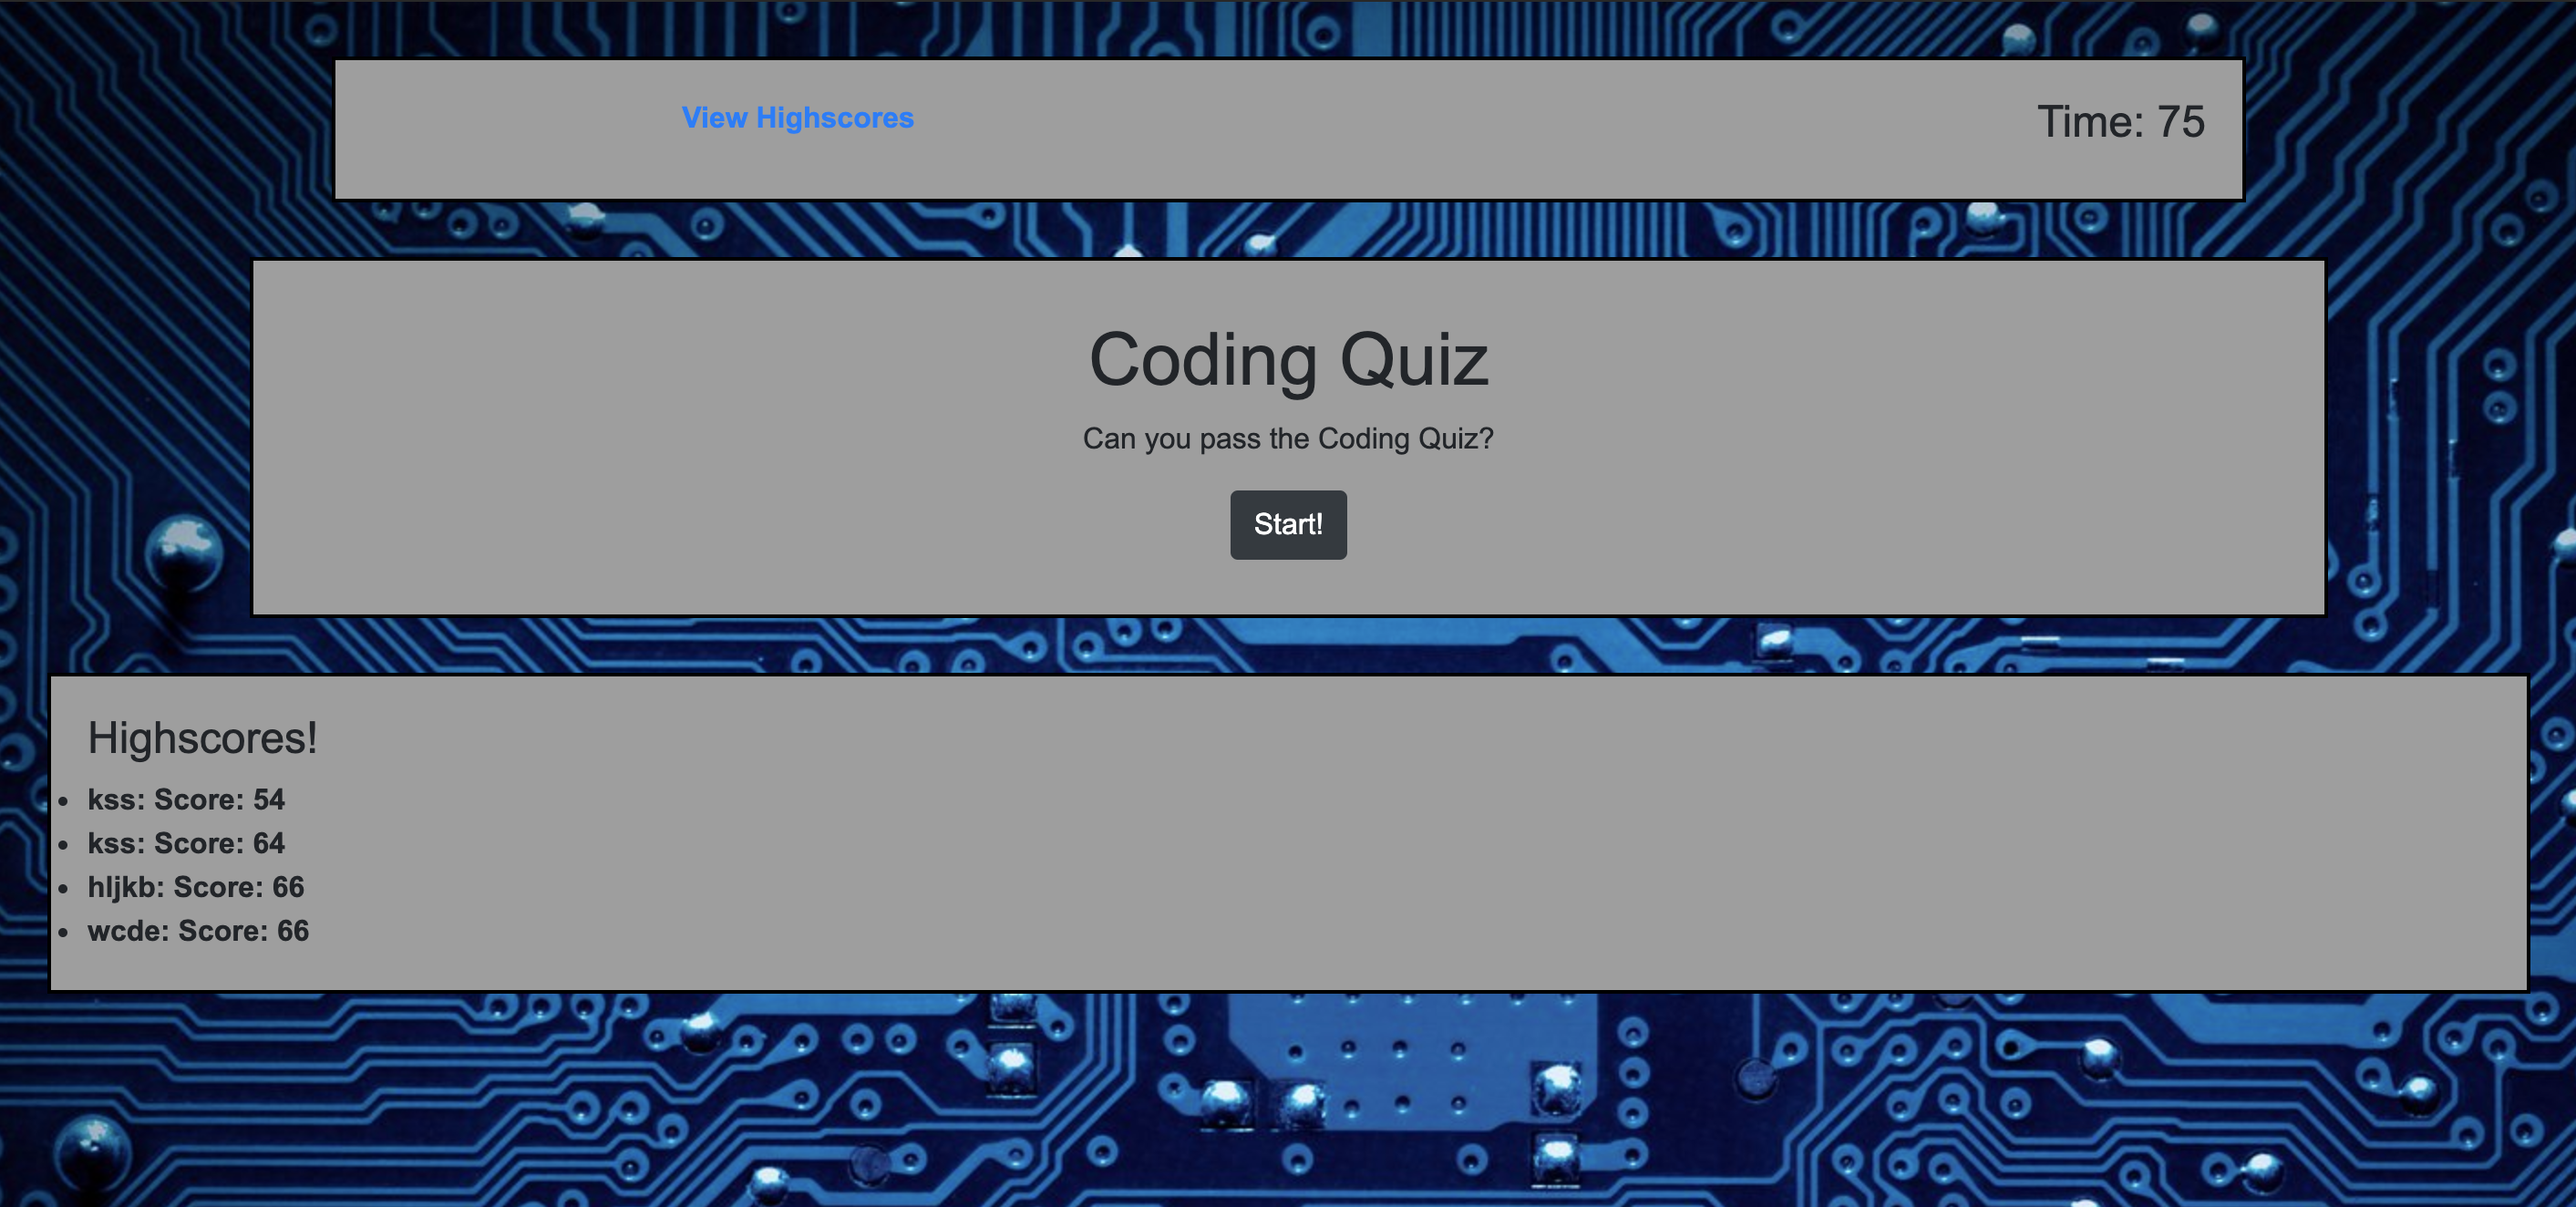 View Highscores
Time: 75
Coding Quiz
Can you pass the Coding Quiz?
Start!
Highscores!
kss: Score: 54
kss: Score: 64
hljkb: Score: 66
wcde: Score: 66